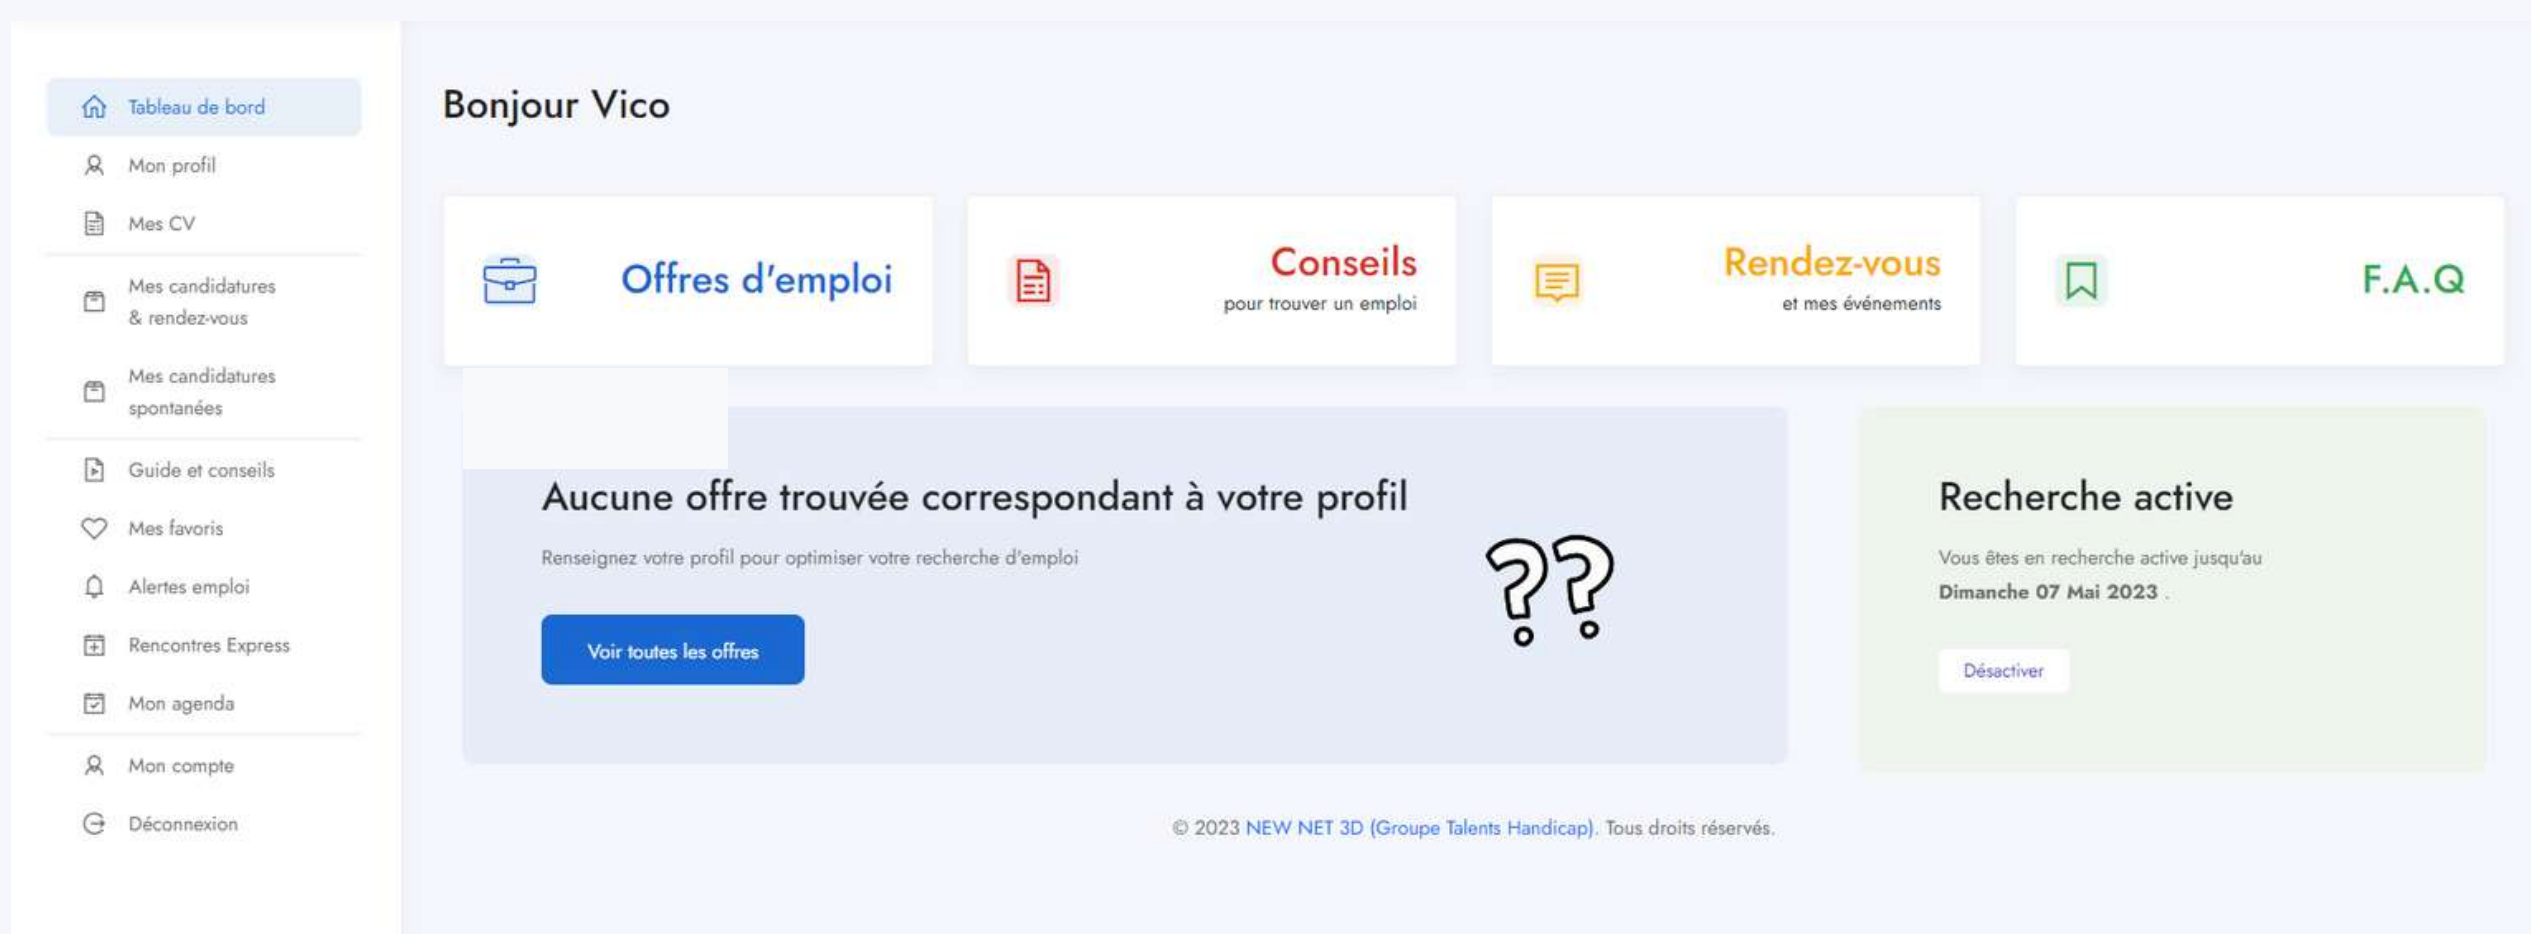 Tableau de bord
Mon profil
Mes CV
Mes candidatures
& rendez-vous
Mes candidatures
spontanées
Guide et conseils
Mes favoris
Alertes emploi
Rencontres Express
Mon agenda
Mon compte
Déconnexion
Bonjour Vico
Offres d'emploi
Conseils
pour trouver un emploi
Rendez-vous
et mes événements
F.A.Q
Aucune offre trouvée correspondant à votre profil
Renseignez votre profil pour optimiser votre recherche d'emploi
??
Voir toutes les offres
Recherche active
Vous êtes en recherche active jusqu'au
Dimanche 07 Mai 2023 .
Désactiver
© 2023 NEW NET 3D (Groupe Talents Handicap). Tous droits réservés.